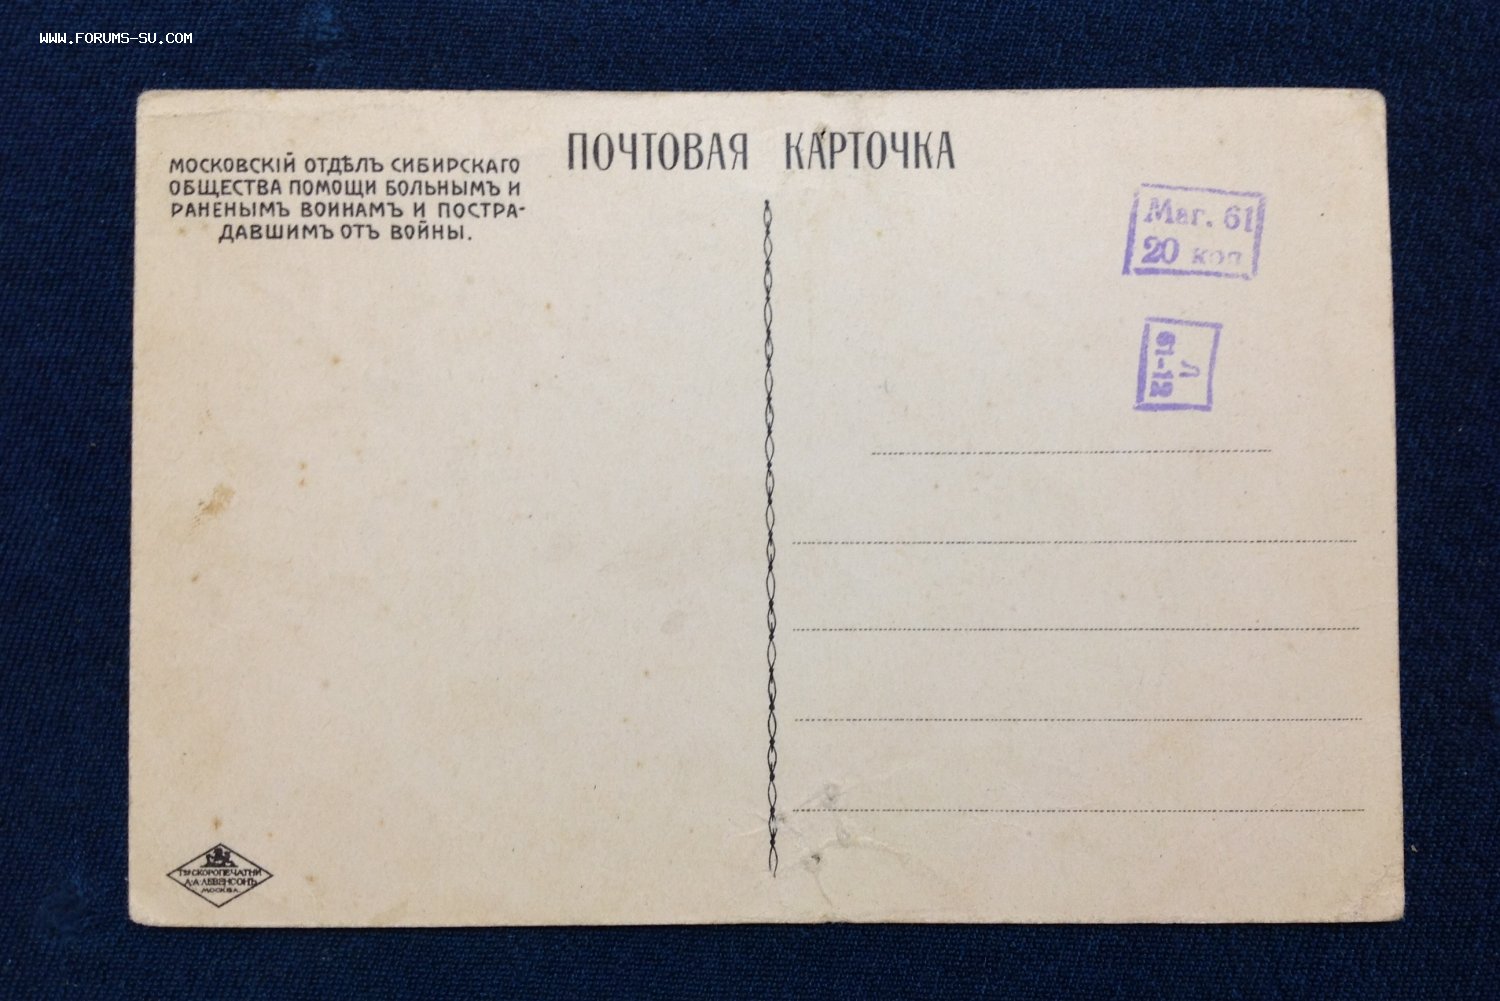 WWW.FORUMS-SU.COM
ПОЧТОВАЯ КАРТОЧКА
МОСКОВСКІЙ ОТДѢЛЪ СИБИРСКАГО
ОБЩЕСТВА ПОМОЩИ БОЛЬНЫМЪ И
РАНЕНЫМЪ ВОИНАМЪ И ПОСТРА-
ДАВШИМЪ ОТЪ ВОЙНЫ.
Маг. 61
20 коп
61-12
Т-ВО СКОРОПЕЧАТНИ
А.А.ЛЕВЕНСОНЪ
МОСКВА.